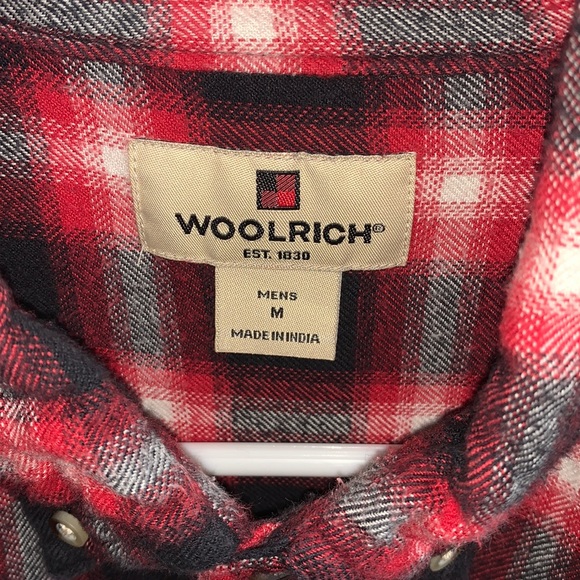 WOOLRICH®
EST. 1830
MENS
M
MADE IN INDIA